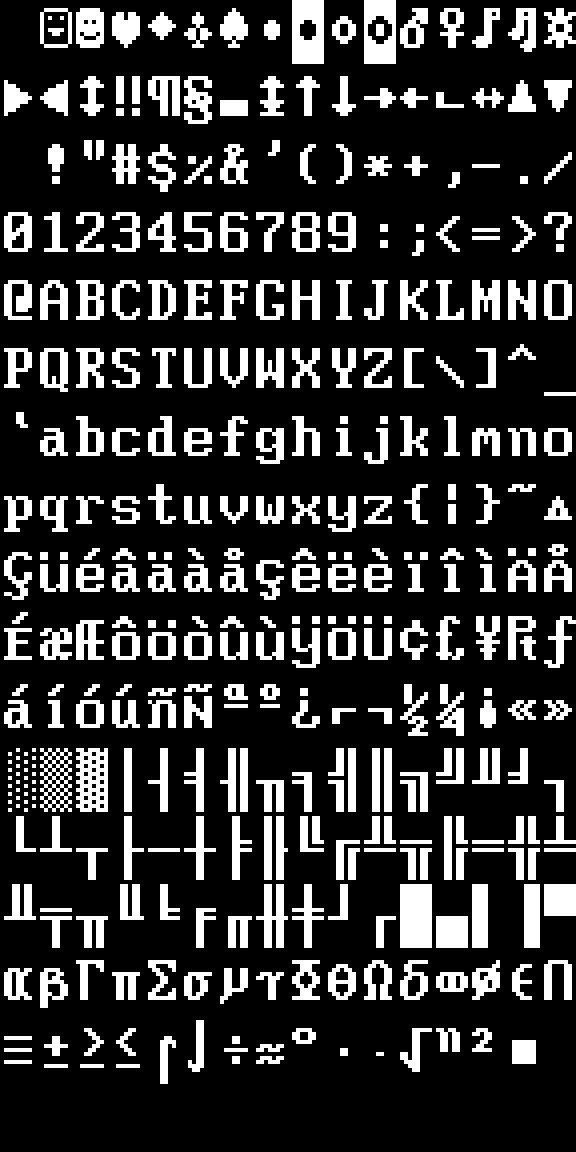 ☺☻♥♦♣♠•◘○◙♂♀♪♫☼
►◄↕‼¶§▬↨↑↓→←∟↔▲▼
!"#$%&'()*+,-./
0123456789:;<=>?
@ABCDEFGHIJKLMNO
PQRSTUVWXYZ[\]^_
`abcdefghijklmno
pqrstuvwxyz{¦}~⌂
ÇüéâäàåçêëèïîìÄÅ
ÉæÆôöòûùÿÖÜ¢£¥₧ƒ
áíóúñÑªº¿⌐¬½¼¡«»
░▒▓│┤╡╢╖╕╣║╗╝╜╛┐
└┴┬├─┼╞╟╚╔╩╦╠═╬╧
╨╤╥╙╘╒╓╫╪┘┌█▄▌▐▀
αßΓπΣσµτΦΘΩδ∞φε∩
≡±≥≤⌠⌡÷≈°∙·√ⁿ²■